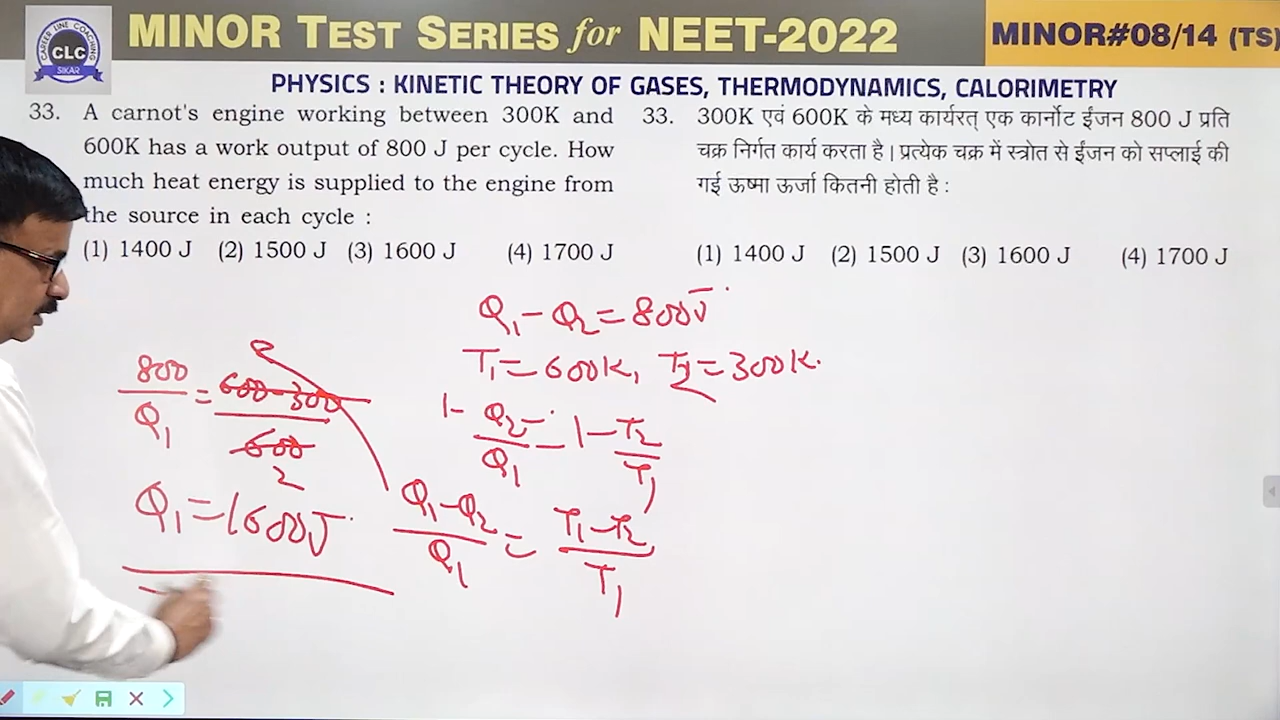 CAREER LINE COACHING
CLC
SIKAR
MINOR TEST SERIES for NEET-2022
MINOR#08/14 (TS)
PHYSICS : KINETIC THEORY OF GASES, THERMODYNAMICS, CALORIMETRY
33. A carnot's engine working between 300K and
600K has a work output of 800 J per cycle. How
much heat energy is supplied to the engine from
the source in each cycle :
(1) 1400 J (2) 1500 J (3) 1600 J (4) 1700 J
33. 300K एवं 600K के मध्य कार्यरत् एक कार्नोट ईंजन 800 J प्रति
चक्र निर्गत कार्य करता है। प्रत्येक चक्र में स्त्रोत से ईंजन को सप्लाई की
गई ऊष्मा ऊर्जा कितनी होती है :
(1) 1400 J (2) 1500 J (3) 1600 J (4) 1700 J
Q₁-Q₂=800J
T₁=600K, T₂=300K.
1-Q₂/Q₁=1-T₂/T₁
Q₁-Q₂/Q₁=T₁-T₂/T₁
800/Q₁=600-300/600
2
Q₁=1600J